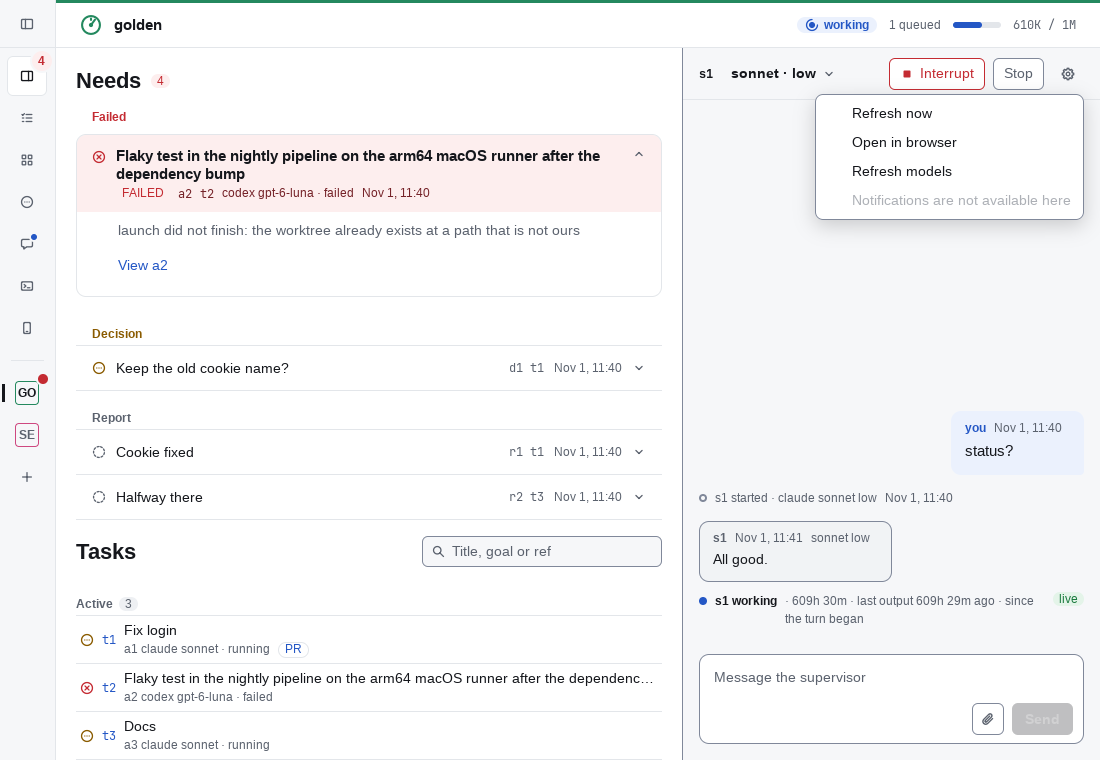 golden
working
1 queued
610K / 1M
4
GO
SE
Needs 4
Failed
Flaky test in the nightly pipeline on the arm64 macOS runner after the
dependency bump
FAILED a2 t2 codex gpt-6-luna · failed Nov 1, 11:40
launch did not finish: the worktree already exists at a path that is not ours
View a2
Decision
Keep the old cookie name? d1 t1 Nov 1, 11:40
Report
Cookie fixed r1 t1 Nov 1, 11:40
Halfway there r2 t3 Nov 1, 11:40
Tasks
Title, goal or ref
Active 3
t1 Fix login
a1 claude sonnet · running PR
t2 Flaky test in the nightly pipeline on the arm64 macOS runner after the dependenc…
a2 codex gpt-6-luna · failed
t3 Docs
a3 claude sonnet · running
s1 sonnet · low
Interrupt
Stop
Refresh now
Open in browser
Refresh models
Notifications are not available here
you Nov 1, 11:40
status?
s1 started · claude sonnet low Nov 1, 11:40
s1 Nov 1, 11:41 sonnet low
All good.
s1 working · 609h 30m · last output 609h 29m ago · since
the turn began
live
Message the supervisor
Send